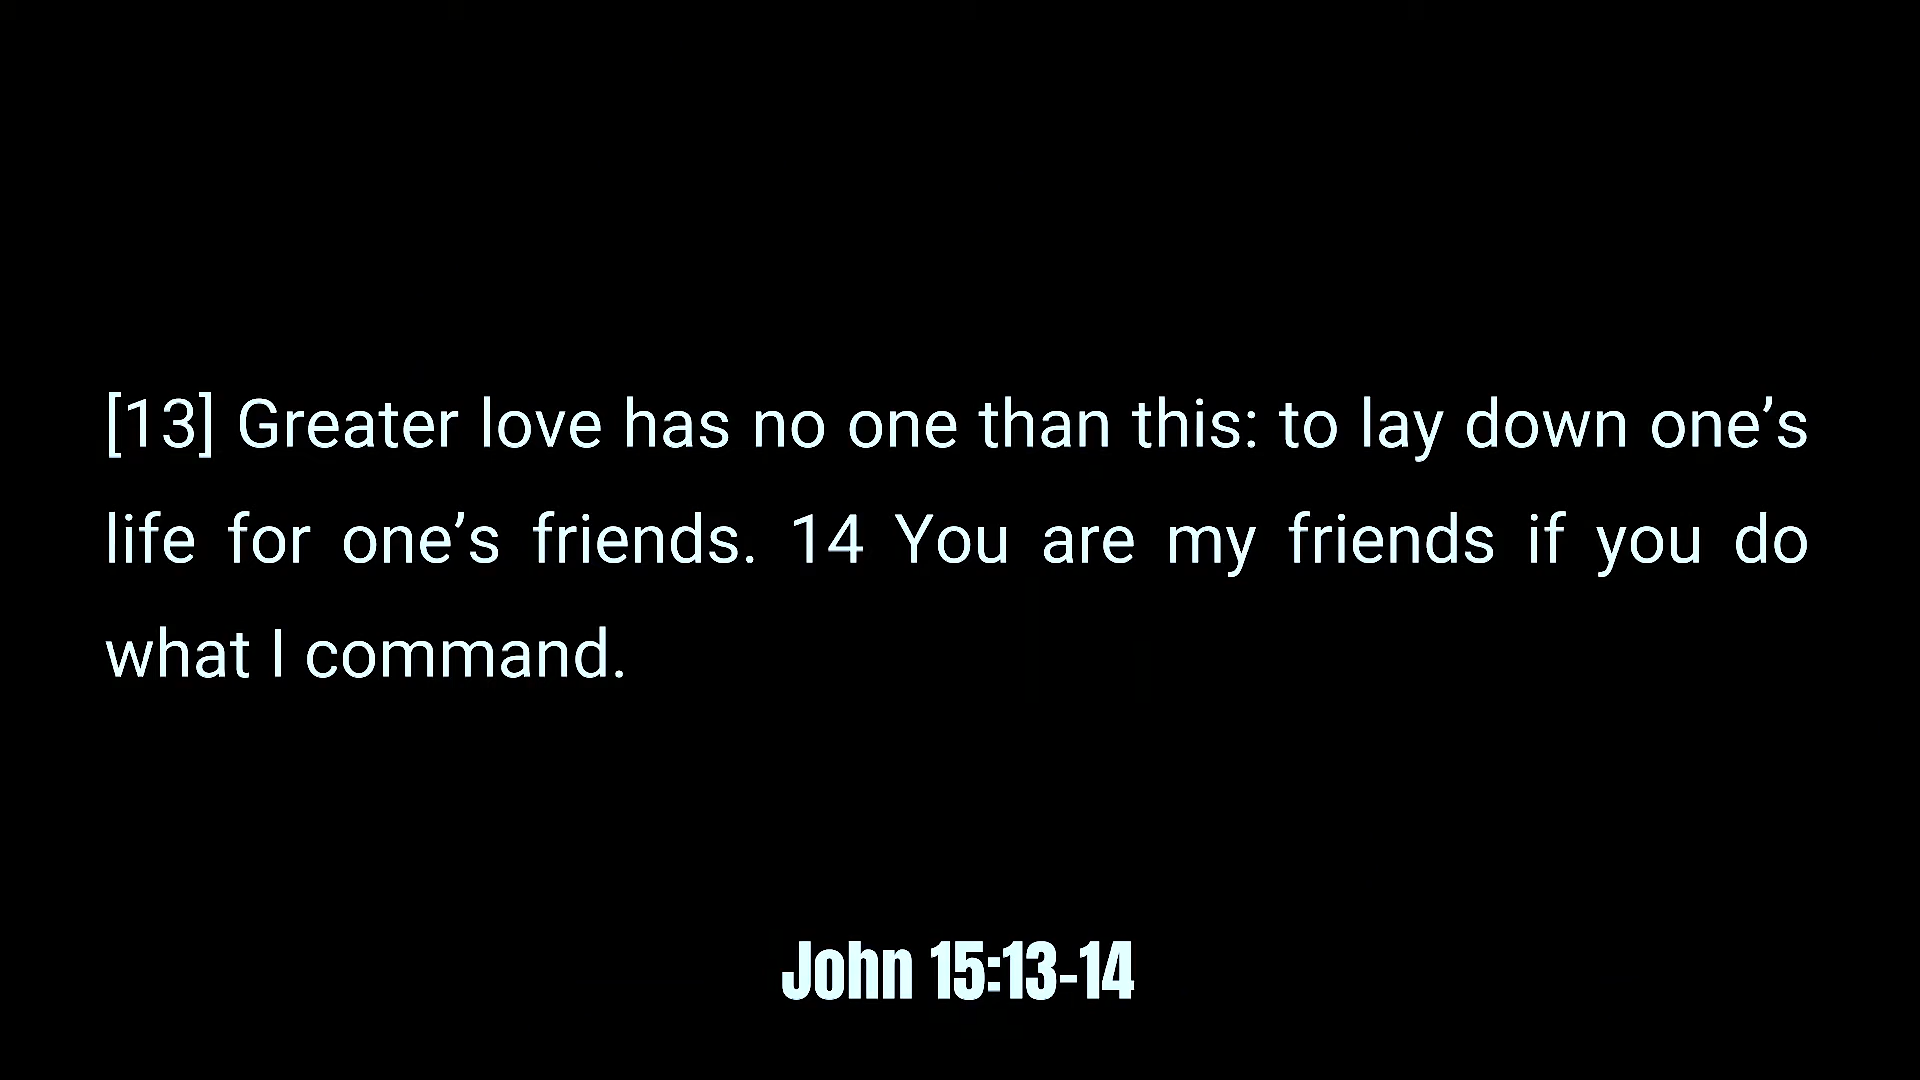 [13] Greater love has no one than this: to lay down one’s
life for one’s friends. 14 You are my friends if you do
what I command.
John 15:13-14